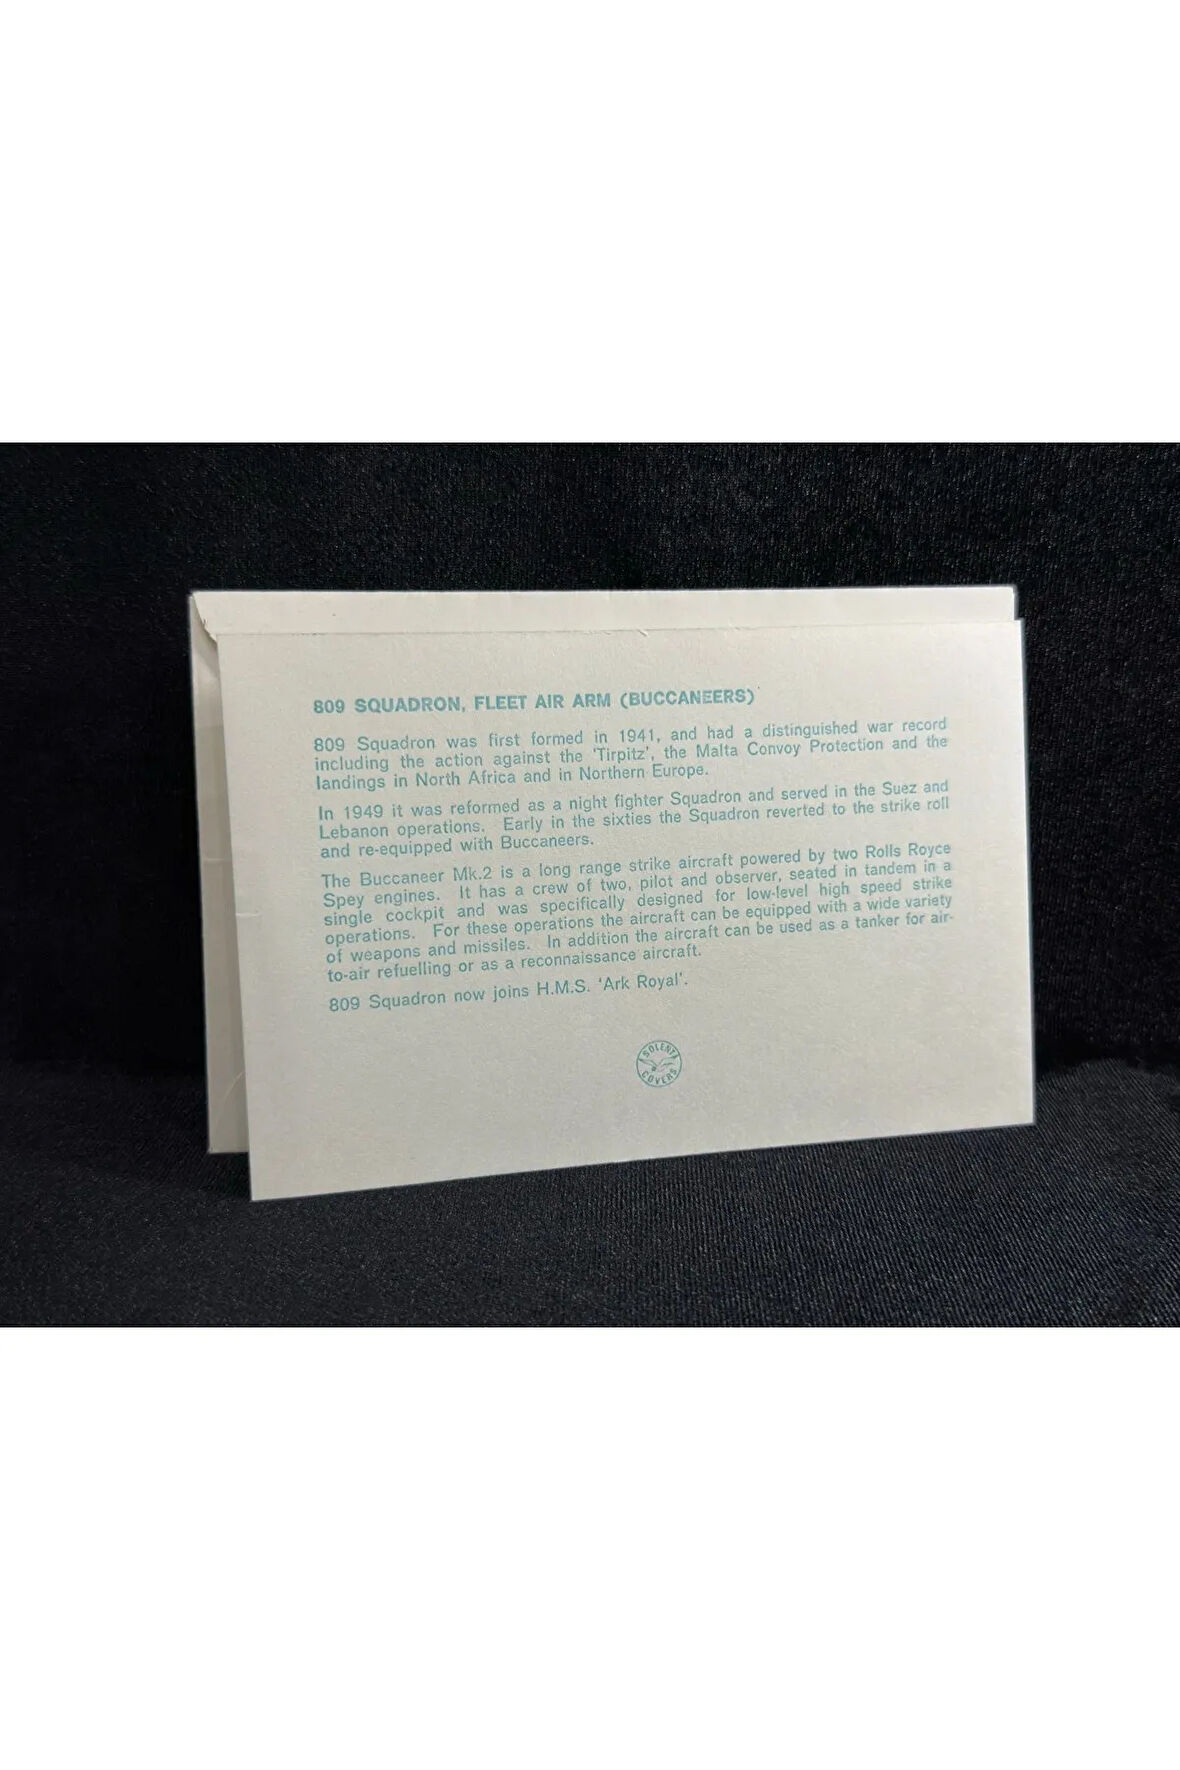 809 SQUADRON, FLEET AIR ARM (BUCCANEERS)
809 Squadron was first formed in 1941, and had a distinguished war record
including the action against the 'Tirpitz', the Malta Convoy Protection and the
landings in North Africa and in Northern Europe.
In 1949 it was reformed as a night fighter Squadron and served in the Suez and
Lebanon operations. Early in the sixties the Squadron reverted to the strike roll
and re-equipped with Buccaneers.
The Buccaneer Mk.2 is a long range strike aircraft powered by two Rolls Royce
Spey engines. It has a crew of two, pilot and observer, seated in tandem in a
single cockpit and was specifically designed for low-level high speed strike
operations. For these operations the aircraft can be equipped with a wide variety
of weapons and missiles. In addition the aircraft can be used as a tanker for air-
to-air refuelling or as a reconnaissance aircraft.
809 Squadron now joins H.M.S. 'Ark Royal'.
SOLENT
COVERS